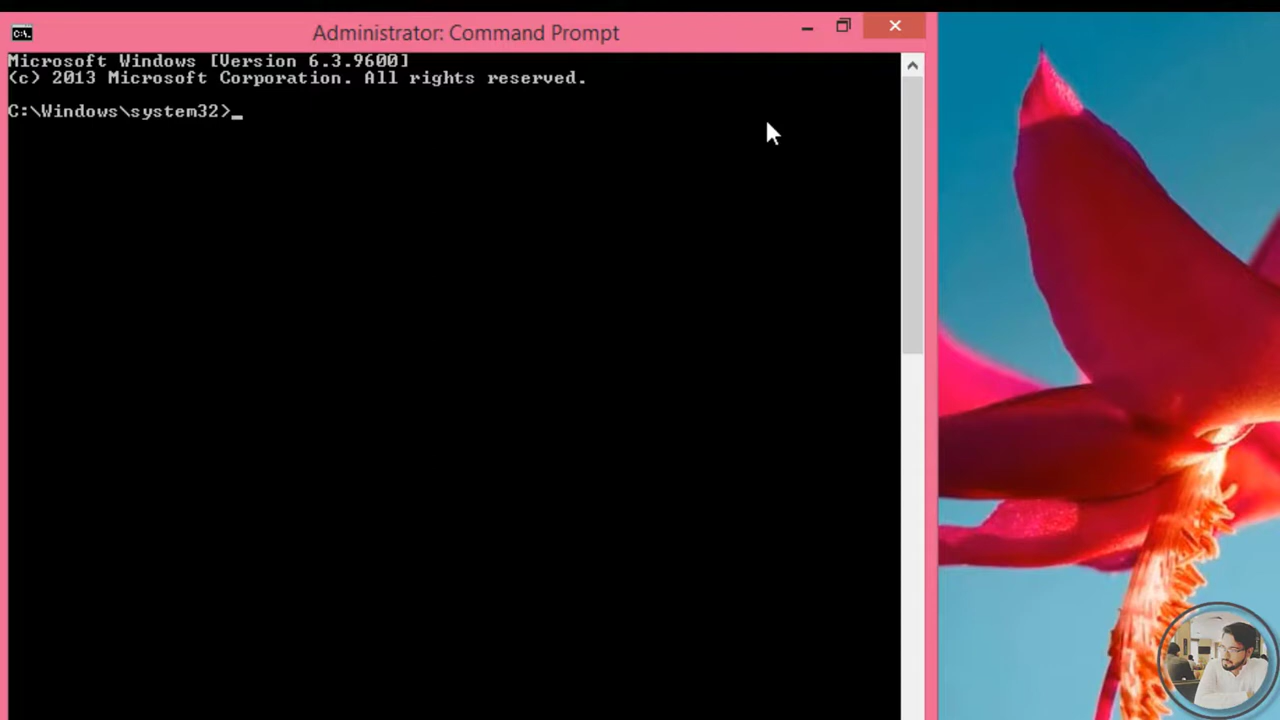 Administrator: Command Prompt
Microsoft Windows [Version 6.3.9600]
(c) 2013 Microsoft Corporation. All rights reserved.
C:\Windows\system32>_